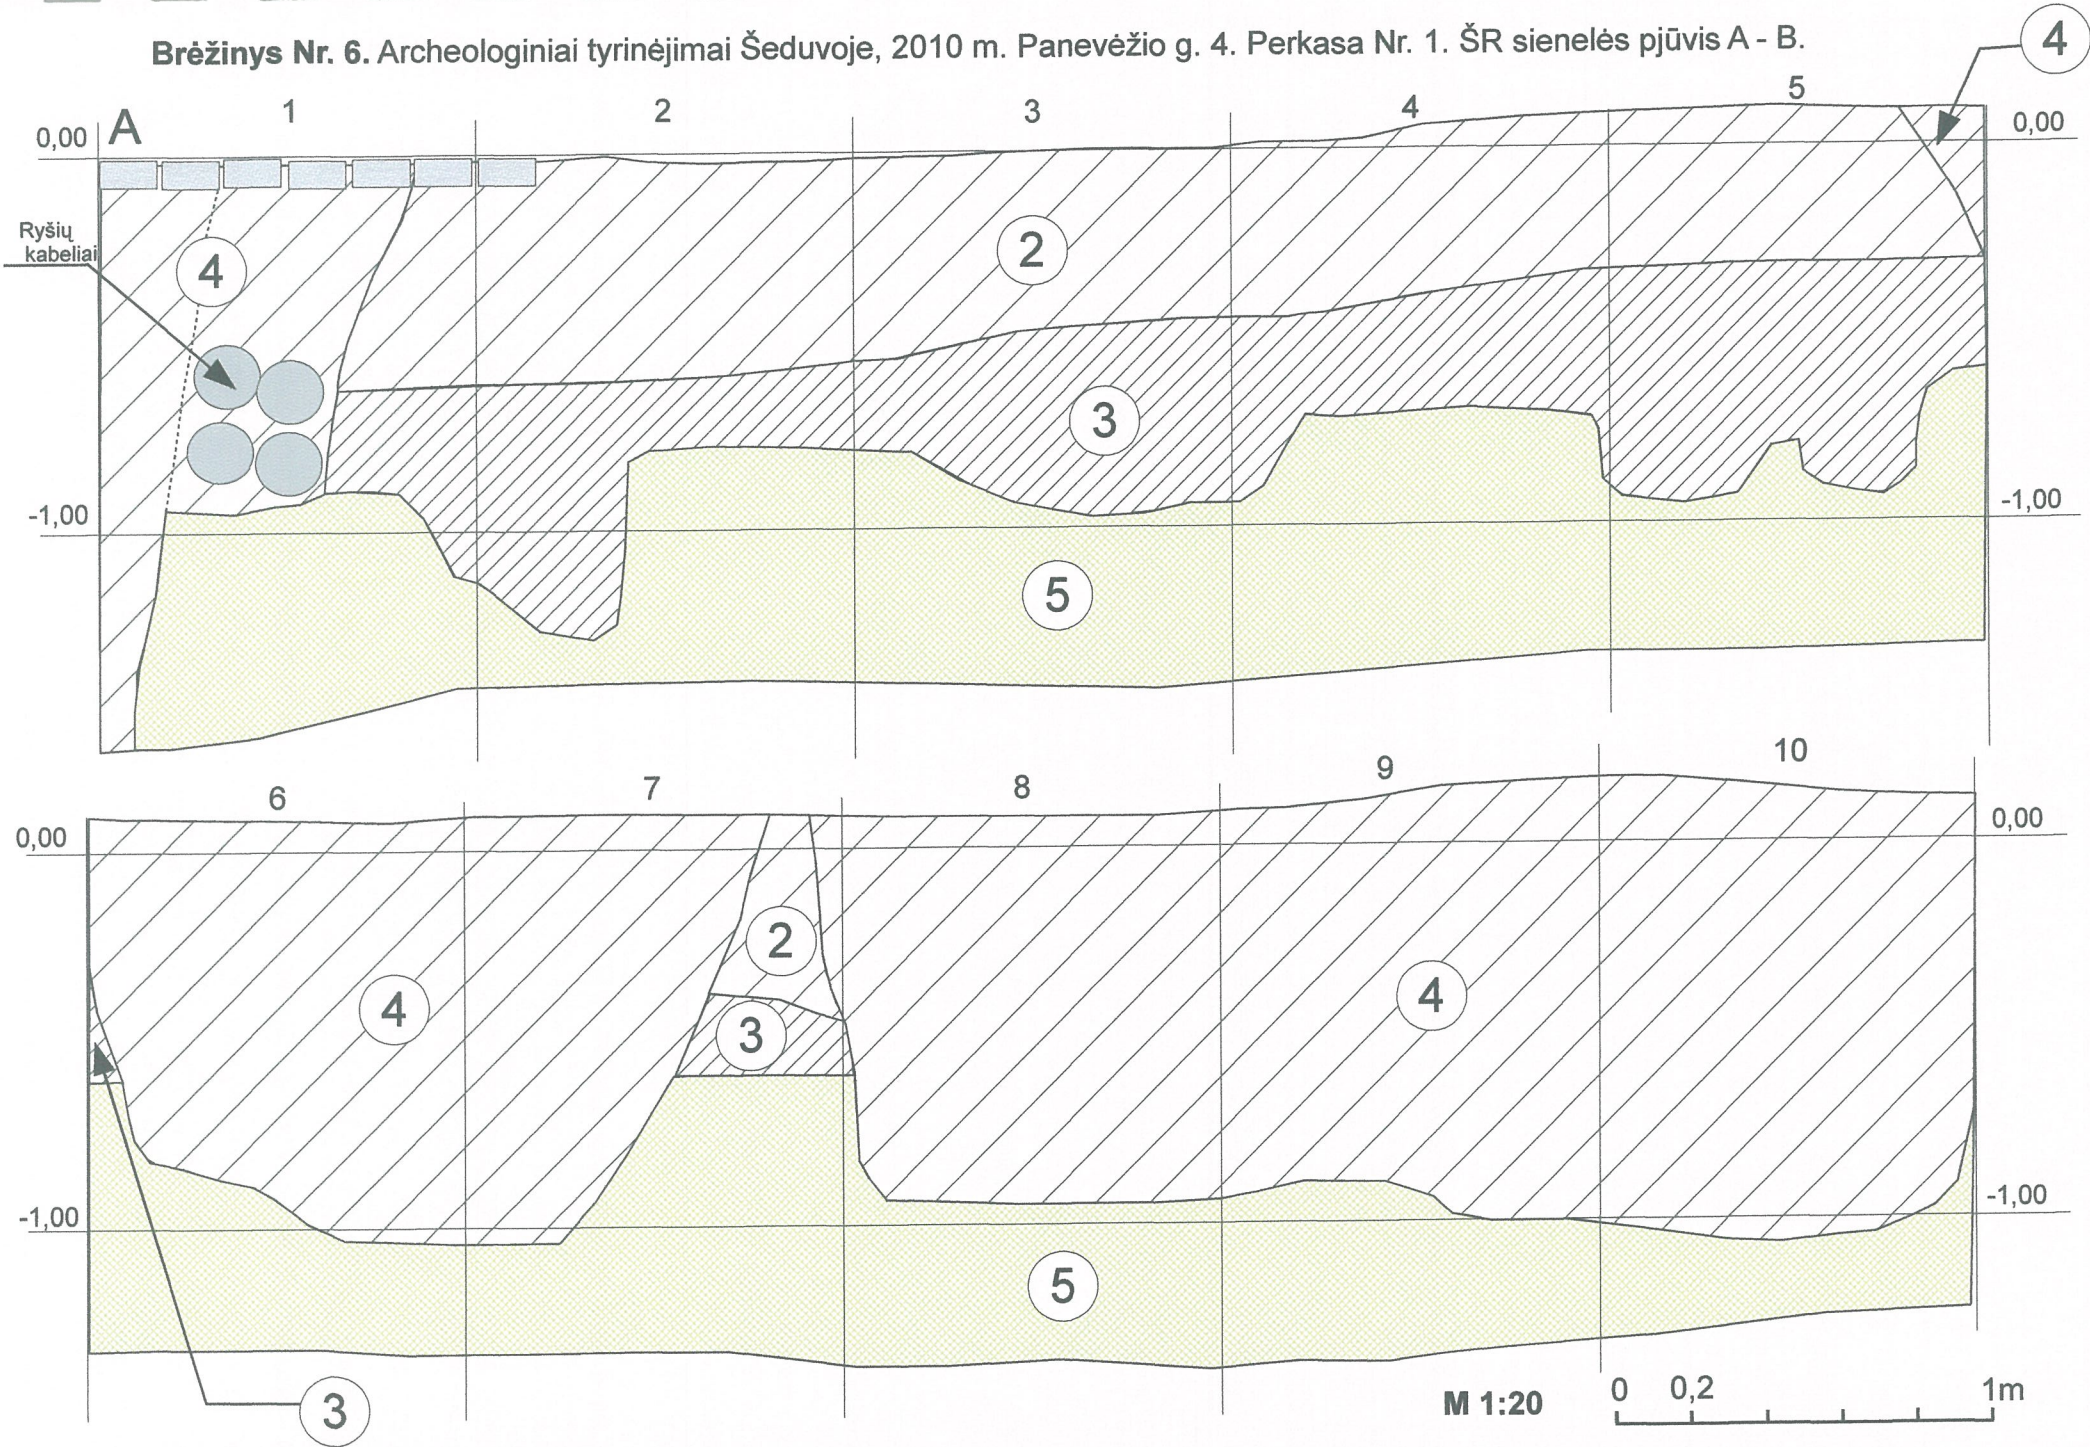 Brėžinys Nr. 6. Archeologiniai tyrinėjimai Šeduvoje, 2010 m. Panevėžio g. 4. Perkasa Nr. 1. ŠR sienelės pjūvis A - B.
4
A 1 2 3 4 5
0,00 0,00
Ryšių
kabeliai
4
2
3
-1,00 -1,00
5
6 7 8 9 10
0,00 0,00
2
4 4
3
-1,00 -1,00
5
3
M 1:20 0 0,2 1m